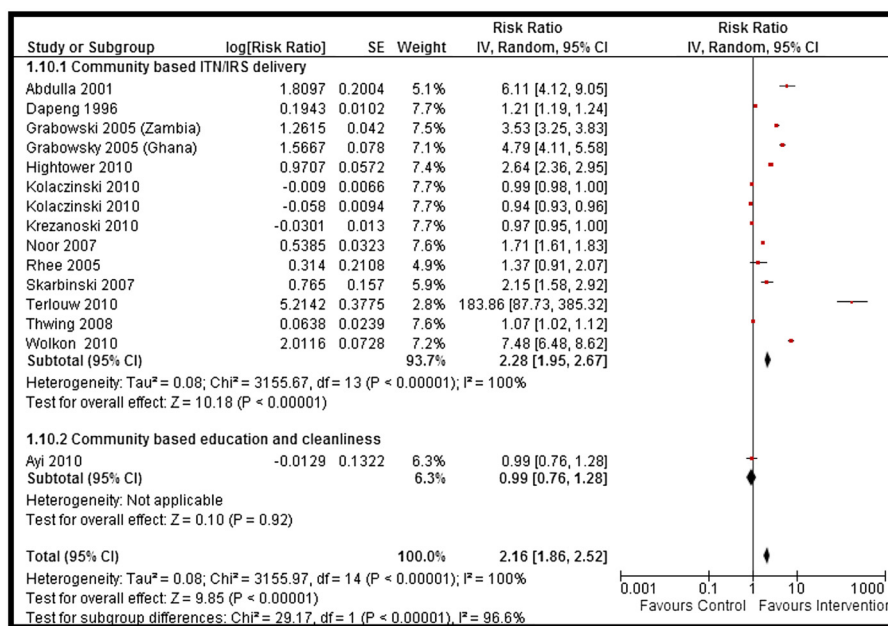 Risk Ratio Risk Ratio
Study or Subgroup log[Risk Ratio] SE Weight IV, Random, 95% CI IV, Random, 95% CI
1.10.1 Community based ITN/IRS delivery
Abdulla 2001 1.8097 0.2004 5.1% 6.11 [4.12, 9.05]
Dapeng 1996 0.1943 0.0102 7.7% 1.21 [1.19, 1.24]
Grabowski 2005 (Zambia) 1.2615 0.042 7.5% 3.53 [3.25, 3.83]
Grabowsky 2005 (Ghana) 1.5667 0.078 7.1% 4.79 [4.11, 5.58]
Hightower 2010 0.9707 0.0572 7.4% 2.64 [2.36, 2.95]
Kolaczinski 2010 -0.009 0.0066 7.7% 0.99 [0.98, 1.00]
Kolaczinski 2010 -0.058 0.0094 7.7% 0.94 [0.93, 0.96]
Krezanoski 2010 -0.0301 0.013 7.7% 0.97 [0.95, 1.00]
Noor 2007 0.5385 0.0323 7.6% 1.71 [1.61, 1.83]
Rhee 2005 0.314 0.2108 4.9% 1.37 [0.91, 2.07]
Skarbinski 2007 0.765 0.157 5.9% 2.15 [1.58, 2.92]
Terlouw 2010 5.2142 0.3775 2.8% 183.86 [87.73, 385.32]
Thwing 2008 0.0638 0.0239 7.6% 1.07 [1.02, 1.12]
Wolkon 2010 2.0116 0.0728 7.2% 7.48 [6.48, 8.62]
Subtotal (95% CI) 93.7% 2.28 [1.95, 2.67]
Heterogeneity: Tau² = 0.08; Chi² = 3155.67, df = 13 (P < 0.00001); I² = 100%
Test for overall effect: Z = 10.18 (P < 0.00001)
1.10.2 Community based education and cleanliness
Ayi 2010 -0.0129 0.1322 6.3% 0.99 [0.76, 1.28]
Subtotal (95% CI) 6.3% 0.99 [0.76, 1.28]
Heterogeneity: Not applicable
Test for overall effect: Z = 0.10 (P = 0.92)
Total (95% CI) 100.0% 2.16 [1.86, 2.52]
Heterogeneity: Tau² = 0.08; Chi² = 3155.97, df = 14 (P < 0.00001); I² = 100%
Test for overall effect: Z = 9.85 (P < 0.00001)
Test for subgroup differences: Chi² = 29.17, df = 1 (P < 0.00001), I² = 96.6%
0.001 0.1 1 10 1000
Favours Control Favours Intervention